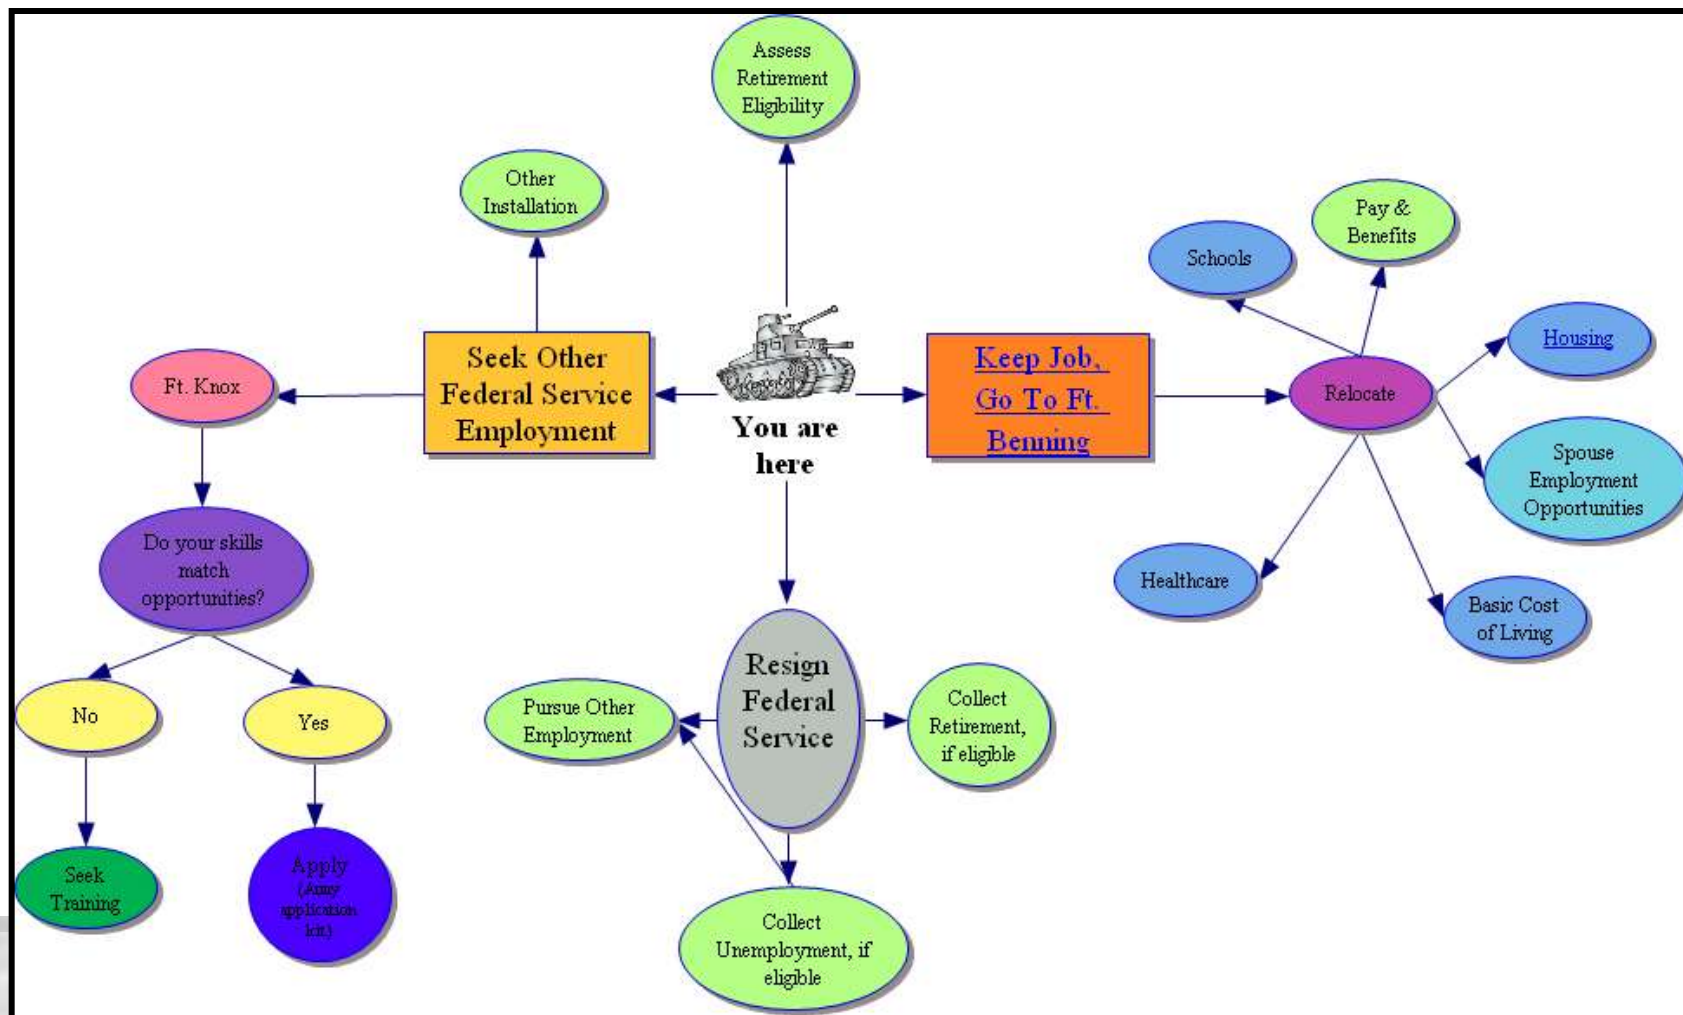 Assess
Retirement
Eligibility
Other
Installation
Pay &
Benefits
Schools
Housing
Seek Other
Federal Service
Employment
Keep Job,
Go To Ft.
Benning
Ft. Knox
Relocate
You are
here
Spouse
Employment
Opportunities
Do your skills
match
opportunities?
Healthcare
Basic Cost
of Living
Resign
Federal
Service
No
Yes
Pursue Other
Employment
Collect
Retirement,
if eligible
Seek
Training
Apply
(Army
application
kit)
Collect
Unemployment, if
eligible